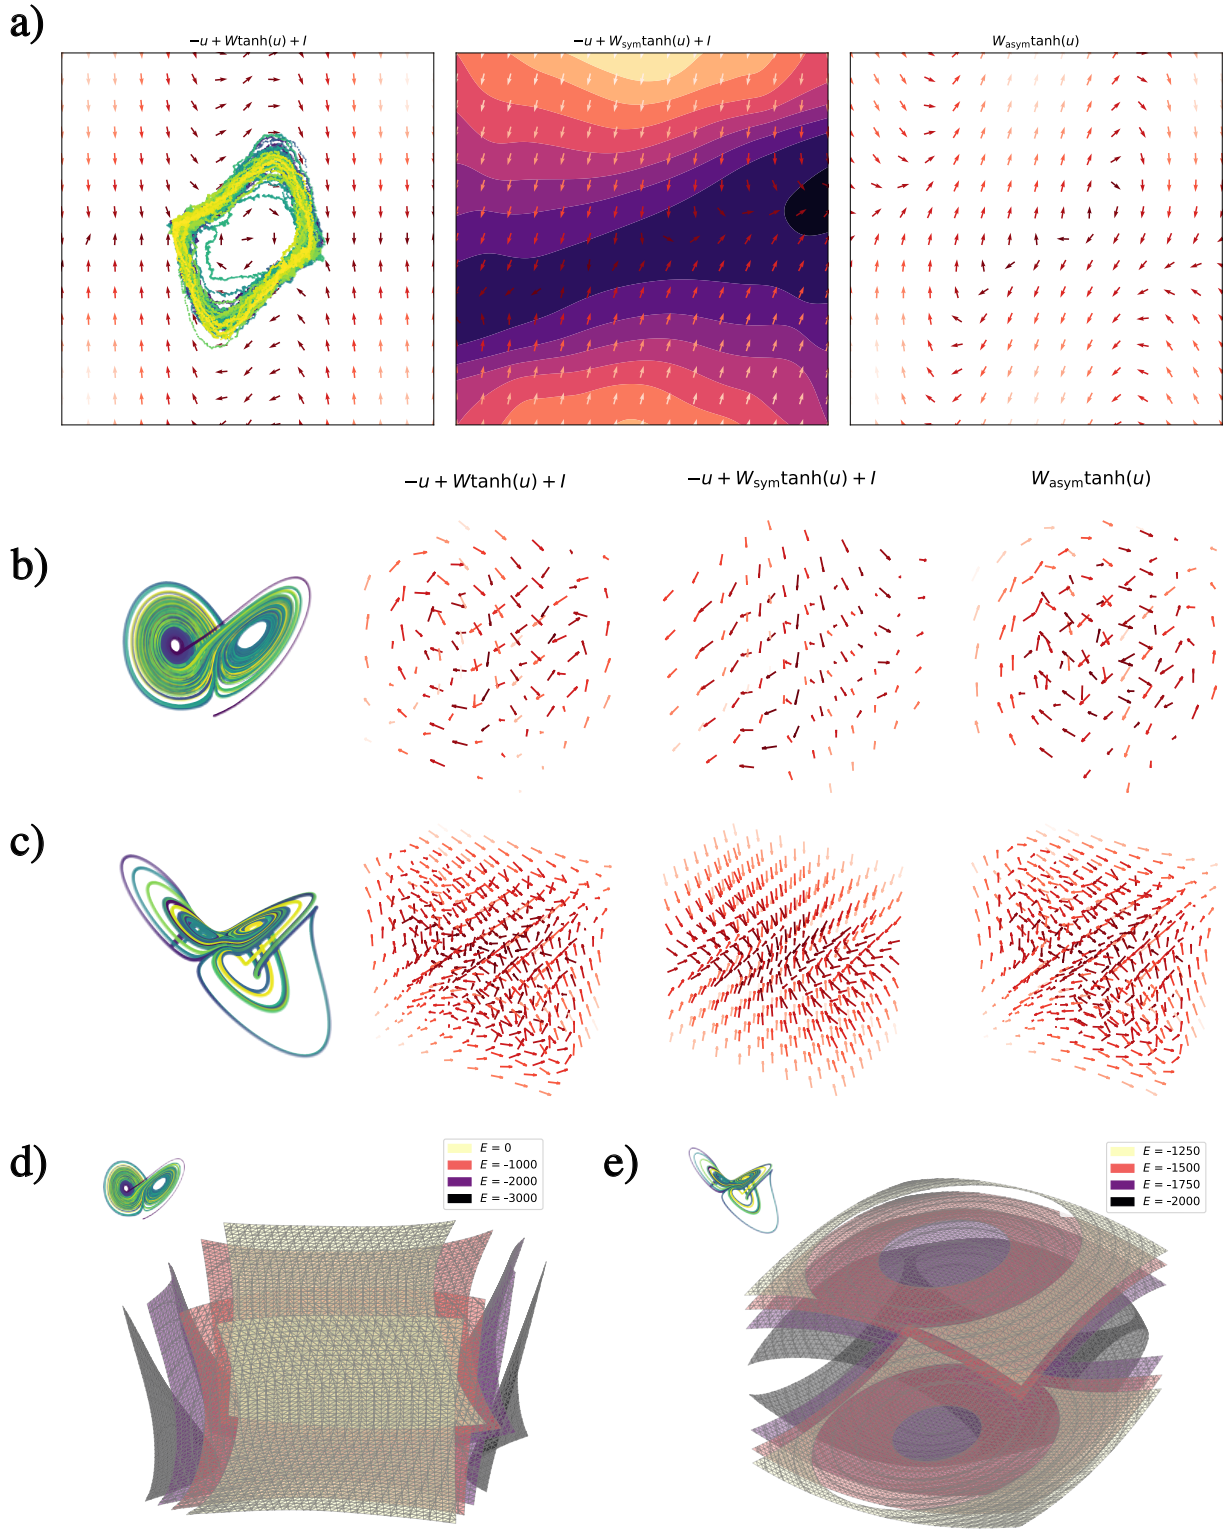 a)
−u + Wtanh(u) + I
−u + W_sym tanh(u) + I
W_asym tanh(u)
−u + Wtanh(u) + I
−u + W_sym tanh(u) + I
W_asym tanh(u)
b)
c)
d)
E = 0
E = -1000
E = -2000
E = -3000
e)
E = -1250
E = -1500
E = -1750
E = -2000